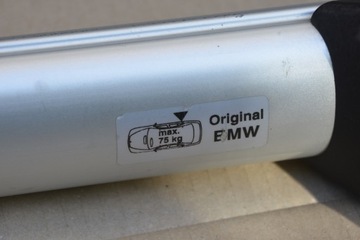 max.
75 kg
Original
BMW